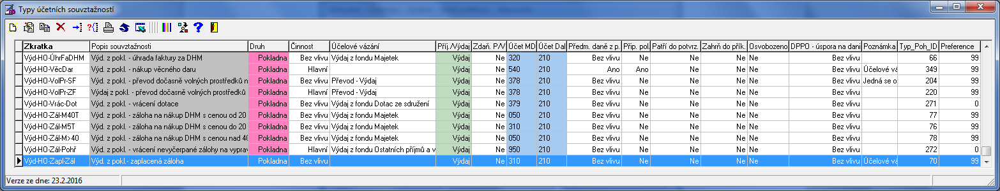 Typy účetních souvztažností
Zkratka Popis souvztažnosti Druh Činnost Účelové vázání Příj./Výdaj Zdaň. P/V Účet MD Účet Dal Předm. daně z p. Přip. pol. Patří do potvrz. Zahrň do přík. Osvobozeno DPPO - úspora na dani Poznámka Typ_Poh_ID Preference
Výd-HO-ÚhrFaDHM Výd. z pokl. - úhrada faktury za DHM Pokladna Bez vlivu Výdaj z fondu Majetek Výdaj Ne 320 210 Bez vlivu Ne Ne Ne Ne Bez vlivu 66 99
Výd-HO-VěcDar Výd. z pokl. - nákup věcného daru Pokladna Hlavní Výdaj Ne 540 210 Ano Ano Ne Ne Ne Bez vlivu Účelové vá 349 99
Výd-HO-VolPr-SF Výd. z pokl. - převod dočasně volných prostředků n Pokladna Bez vlivu Převod - Výdaj Výdaj Ne 378 210 Bez vlivu Ne Ne Ne Ne Bez vlivu Jedná se o 204 99
Výd-HO-VolPr-ZF Výdaj z pokl. - převod dočasně volných prostředků Pokladna Hlavní Převod - Výdaj Výdaj Ne 378 210 Bez vlivu Ne Ne Ne Ne Bez vlivu 220 99
Výd-HO-Vrác-Dot Výd. z pokl. - vrácení dotace Pokladna Bez vlivu Výdaj z fondu Dotac ze sdružení Výdaj Ne 379 210 Bez vlivu Ne Ne Ne Ne Bez vlivu 271 0
Výd-HO-Zál-M40T Výd. z pokl. - záloha na nákup DHM s cenou od 20 Pokladna Bez vlivu Výdaj z fondu Majetek Výdaj Ne 050 210 Bez vlivu Ne Ne Ne Ne Bez vlivu 77 99
Výd-HO-Zál-M5T Výd. z pokl. - záloha na nákup DHM s cenou do 20 Pokladna Bez vlivu Výdaj z fondu Majetek Výdaj Ne 310 210 Bez vlivu Ne Ne Ne Ne Bez vlivu 76 99
Výd-HO-Zál-M>40 Výd. z pokl. - záloha na nákup DHM s cenou nad 40 Pokladna Bez vlivu Výdaj z fondu Majetek Výdaj Ne 050 210 Bez vlivu Ne Ne Ne Ne Bez vlivu 78 99
Výd-HO-Zál-Pohř Výd. z pokl. - vrácení nevyčerpané zálohy na vyprav Pokladna Hlavní Výdaj z fondu Ostatních příjmů a v Výdaj Ne 950 210 Bez vlivu Ne Ne Ne Ne Bez vlivu 272 0
Výd-HO-Zapl-Zál Výd. z pokl.- zaplacená záloha Pokladna Bez vlivu Výdaj Ne 310 210 Bez vlivu Ne Ne Ne Ne Bez vlivu Účelové vá 70 99
Verze ze dne: 23.2.2016